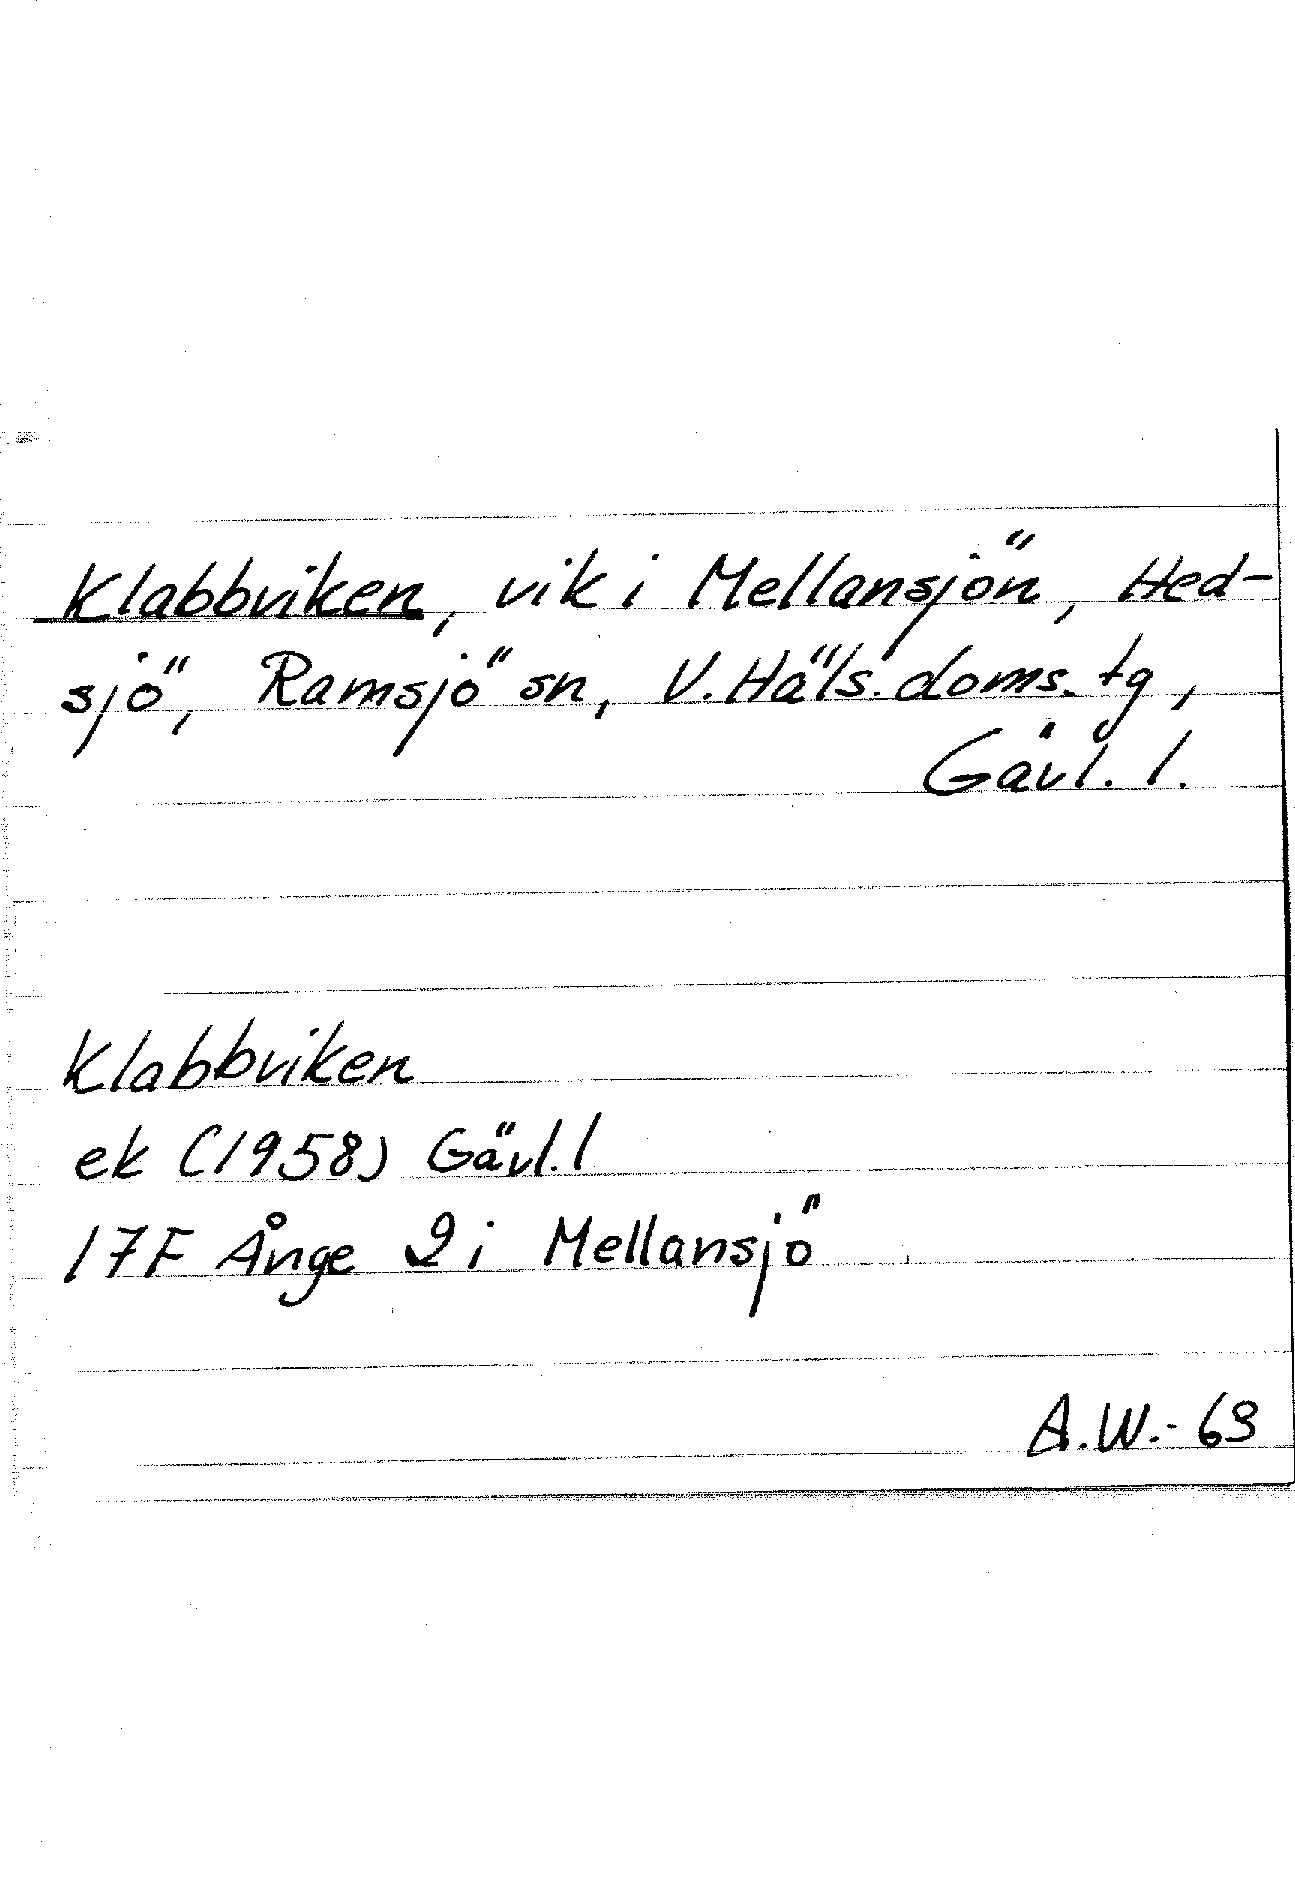 Klabbviken, vik i Mellansjön, Hed-
sjö, Ramsjö sn, V. Häls. doms. tg,
Gävl. l.
Klabbviken
ek (1958) Gävl. l
17F Ånge 2 i Mellansjö
A.W.- 69